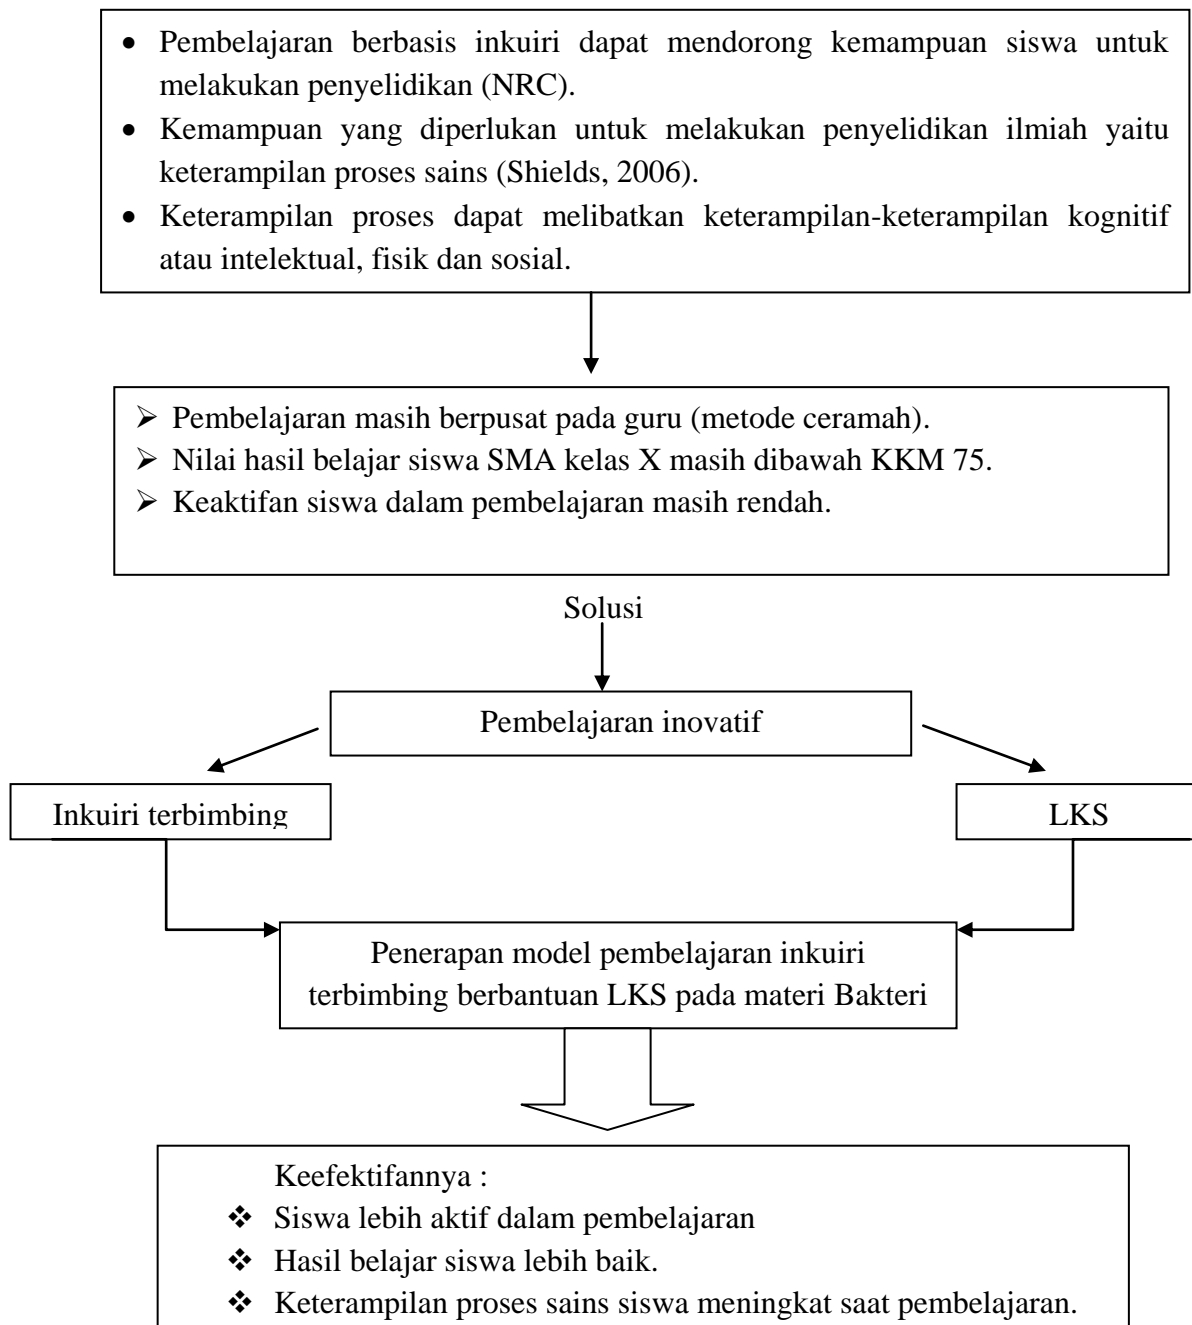 • Pembelajaran berbasis inkuiri dapat mendorong kemampuan siswa untuk
melakukan penyelidikan (NRC).
• Kemampuan yang diperlukan untuk melakukan penyelidikan ilmiah yaitu
keterampilan proses sains (Shields, 2006).
• Keterampilan proses dapat melibatkan keterampilan-keterampilan kognitif
atau intelektual, fisik dan sosial.
➢ Pembelajaran masih berpusat pada guru (metode ceramah).
➢ Nilai hasil belajar siswa SMA kelas X masih dibawah KKM 75.
➢ Keaktifan siswa dalam pembelajaran masih rendah.
Solusi
Pembelajaran inovatif
Inkuiri terbimbing
LKS
Penerapan model pembelajaran inkuiri
terbimbing berbantuan LKS pada materi Bakteri
Keefektifannya :
❖ Siswa lebih aktif dalam pembelajaran
❖ Hasil belajar siswa lebih baik.
❖ Keterampilan proses sains siswa meningkat saat pembelajaran.